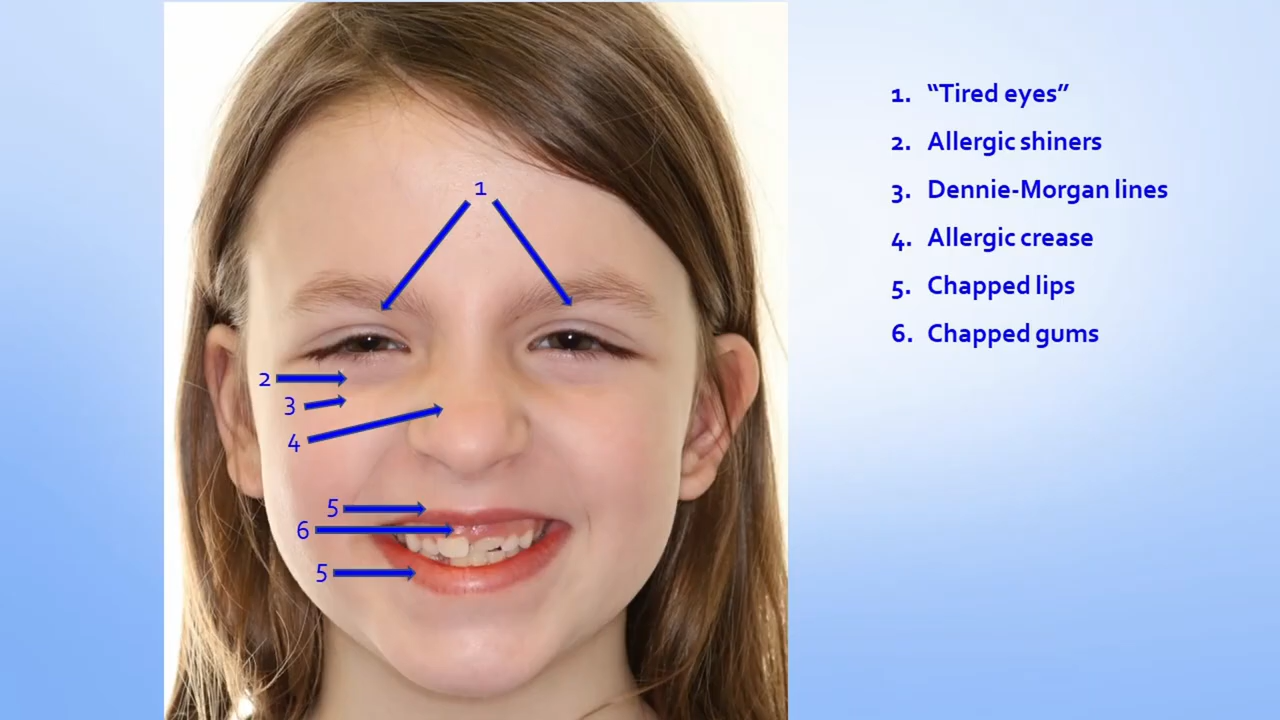 1
2
3
4
5
6
5
1. “Tired eyes”
2. Allergic shiners
3. Dennie-Morgan lines
4. Allergic crease
5. Chapped lips
6. Chapped gums